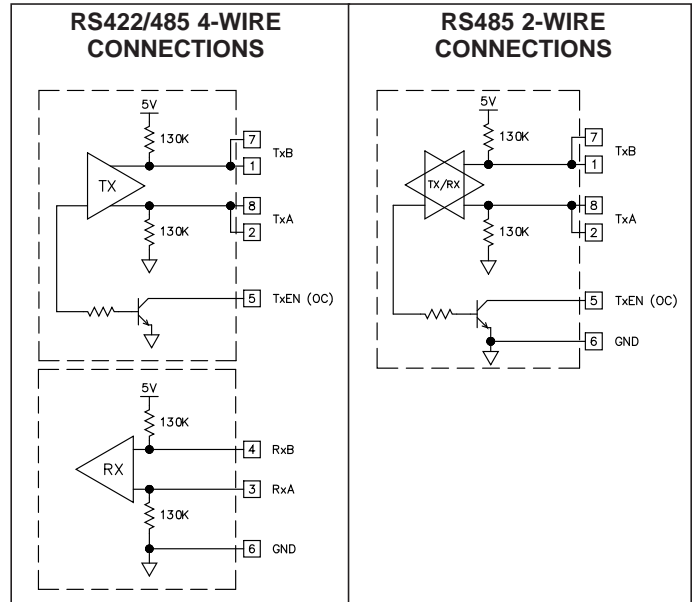 RS422/485 4-WIRE
CONNECTIONS
5V
130K
7
TxB
1
TX
8
TxA
2
130K
5 TxEN (OC)
5V
130K
4 RxB
RX
3 RxA
130K
6 GND
RS485 2-WIRE
CONNECTIONS
5V
130K
7
TxB
1
TX/RX
8
TxA
2
130K
5 TxEN (OC)
6 GND